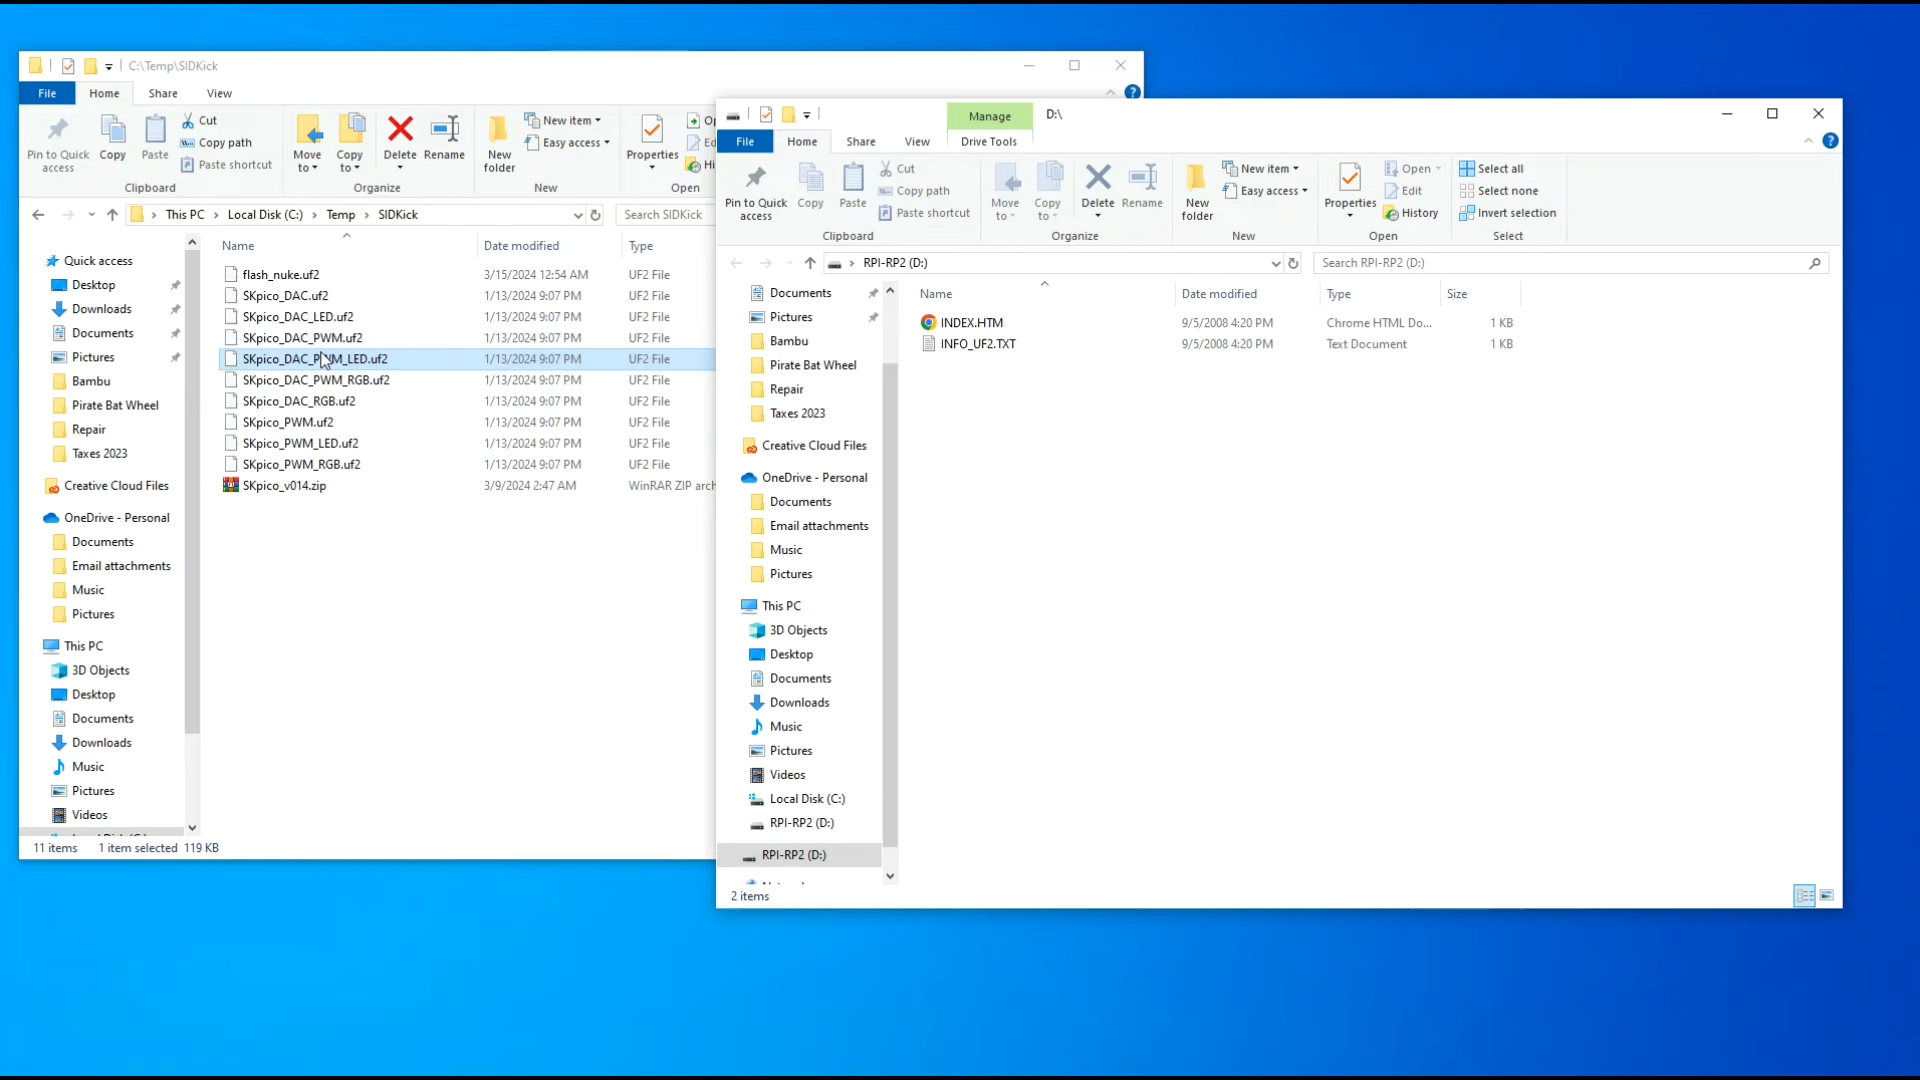 C:\Temp\SIDKick
File Home Share View
Pin to Quick access
Copy
Paste
Cut
Copy path
Paste shortcut
Clipboard
Move to
Copy to
Delete
Rename
Organize
New folder
New item
Easy access
New
Properties
Open
This PC > Local Disk (C:) > Temp > SIDKick
Search SIDKick
Quick access
Desktop
Downloads
Documents
Pictures
Bambu
Pirate Bat Wheel
Repair
Taxes 2023
Creative Cloud Files
OneDrive - Personal
Documents
Email attachments
Music
Pictures
This PC
3D Objects
Desktop
Documents
Downloads
Music
Pictures
Videos
Name Date modified Type
flash_nuke.uf2 3/15/2024 12:54 AM UF2 File
SKpico_DAC.uf2 1/13/2024 9:07 PM UF2 File
SKpico_DAC_LED.uf2 1/13/2024 9:07 PM UF2 File
SKpico_DAC_PWM.uf2 1/13/2024 9:07 PM UF2 File
SKpico_DAC_PWM_LED.uf2 1/13/2024 9:07 PM UF2 File
SKpico_DAC_PWM_RGB.uf2 1/13/2024 9:07 PM UF2 File
SKpico_DAC_RGB.uf2 1/13/2024 9:07 PM UF2 File
SKpico_PWM.uf2 1/13/2024 9:07 PM UF2 File
SKpico_PWM_LED.uf2 1/13/2024 9:07 PM UF2 File
SKpico_PWM_RGB.uf2 1/13/2024 9:07 PM UF2 File
SKpico_v014.zip 3/9/2024 2:47 AM WinRAR ZIP arch
11 items 1 item selected 119 KB
Manage D:\
File Home Share View Drive Tools
Pin to Quick access
Copy
Paste
Cut
Copy path
Paste shortcut
Clipboard
Move to
Copy to
Delete
Rename
Organize
New folder
New item
Easy access
New
Properties
Open
Edit
History
Open
Select all
Select none
Invert selection
Select
RPI-RP2 (D:)
Search RPI-RP2 (D:)
Documents
Pictures
Bambu
Pirate Bat Wheel
Repair
Taxes 2023
Creative Cloud Files
OneDrive - Personal
Documents
Email attachments
Music
Pictures
This PC
3D Objects
Desktop
Documents
Downloads
Music
Pictures
Videos
Local Disk (C:)
RPI-RP2 (D:)
RPI-RP2 (D:)
Name Date modified Type Size
INDEX.HTM 9/5/2008 4:20 PM Chrome HTML Do... 1 KB
INFO_UF2.TXT 9/5/2008 4:20 PM Text Document 1 KB
2 items